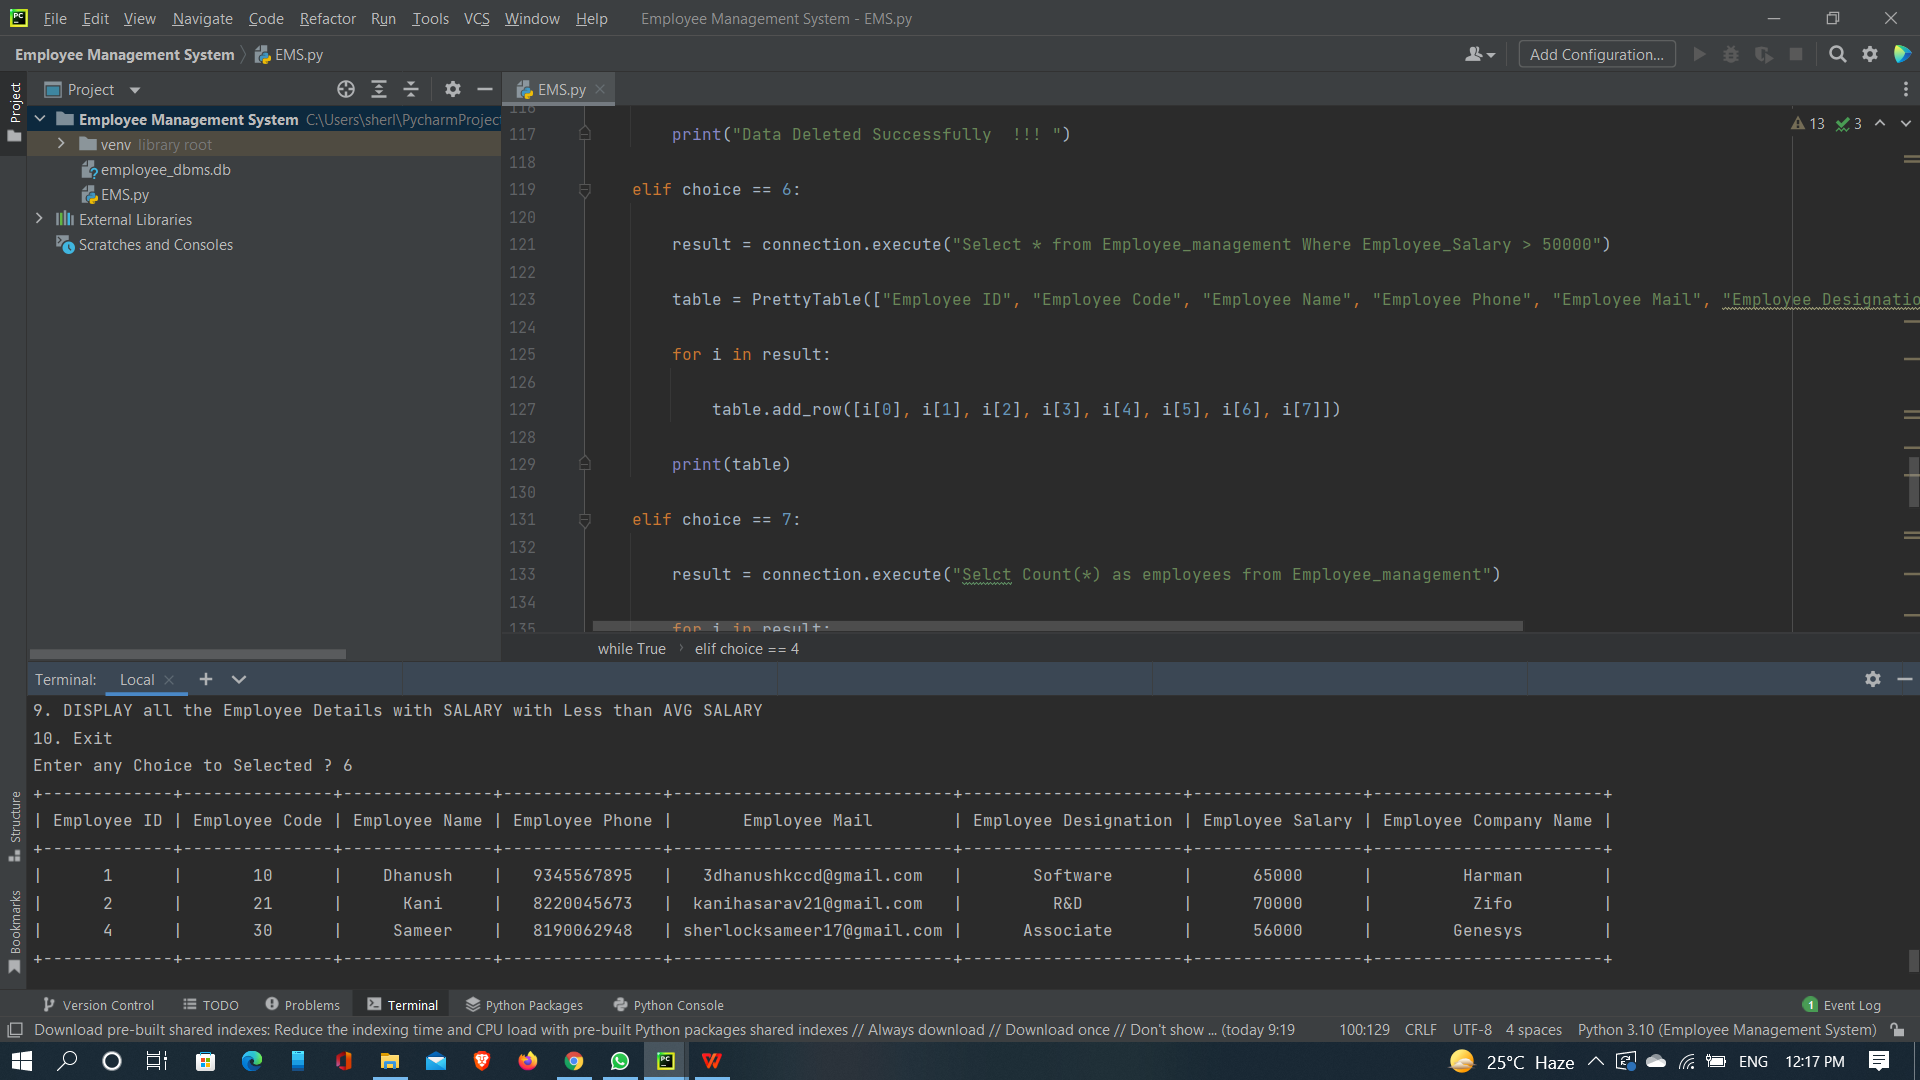 File Edit View Navigate Code Refactor Run Tools VCS Window Help Employee Management System - EMS.py
Employee Management System EMS.py Add Configuration...
Project
Project
EMS.py
Employee Management System C:\Users\sherl\PycharmProjec
venv library root
employee_dbms.db
EMS.py
External Libraries
Scratches and Consoles
13 3
116
117 print("Data Deleted Successfully  !!! ")
118
119 elif choice == 6:
120
121 result = connection.execute("Select * from Employee_management Where Employee_Salary > 50000")
122
123 table = PrettyTable(["Employee ID", "Employee Code", "Employee Name", "Employee Phone", "Employee Mail", "Employee Designatio
124
125 for i in result:
126
127 table.add_row([i[0], i[1], i[2], i[3], i[4], i[5], i[6], i[7]])
128
129 print(table)
130
131 elif choice == 7:
132
133 result = connection.execute("Selct Count(*) as employees from Employee_management")
134
135 for i in result:
while True elif choice == 4
Terminal: Local
9. DISPLAY all the Employee Details with SALARY with Less than AVG SALARY
10. Exit
Enter any Choice to Selected ? 6
+-------------+---------------+---------------+----------------+----------------------------+----------------------+-----------------+-----------------------+
| Employee ID | Employee Code | Employee Name | Employee Phone |       Employee Mail        | Employee Designation | Employee Salary | Employee Company Name |
+-------------+---------------+---------------+----------------+----------------------------+----------------------+-----------------+-----------------------+
|      1      |       10      |    Dhanush    |   9345567895   |   3dhanushkccd@gmail.com   |       Software       |      65000      |         Harman        |
|      2      |       21      |      Kani     |   8220045673   |  kanihasarav21@gmail.com   |         R&D          |      70000      |          Zifo         |
|      4      |       30      |     Sameer    |   8190062948   | sherlocksameer17@gmail.com |      Associate       |      56000      |        Genesys        |
+-------------+---------------+---------------+----------------+----------------------------+----------------------+-----------------+-----------------------+
Structure
Bookmarks
Version Control TODO Problems Terminal Python Packages Python Console 1 Event Log
Download pre-built shared indexes: Reduce the indexing time and CPU load with pre-built Python packages shared indexes // Always download // Download once // Don't show ... (today 9:19 100:129 CRLF UTF-8 4 spaces Python 3.10 (Employee Management System)
25°C Haze ENG 12:17 PM